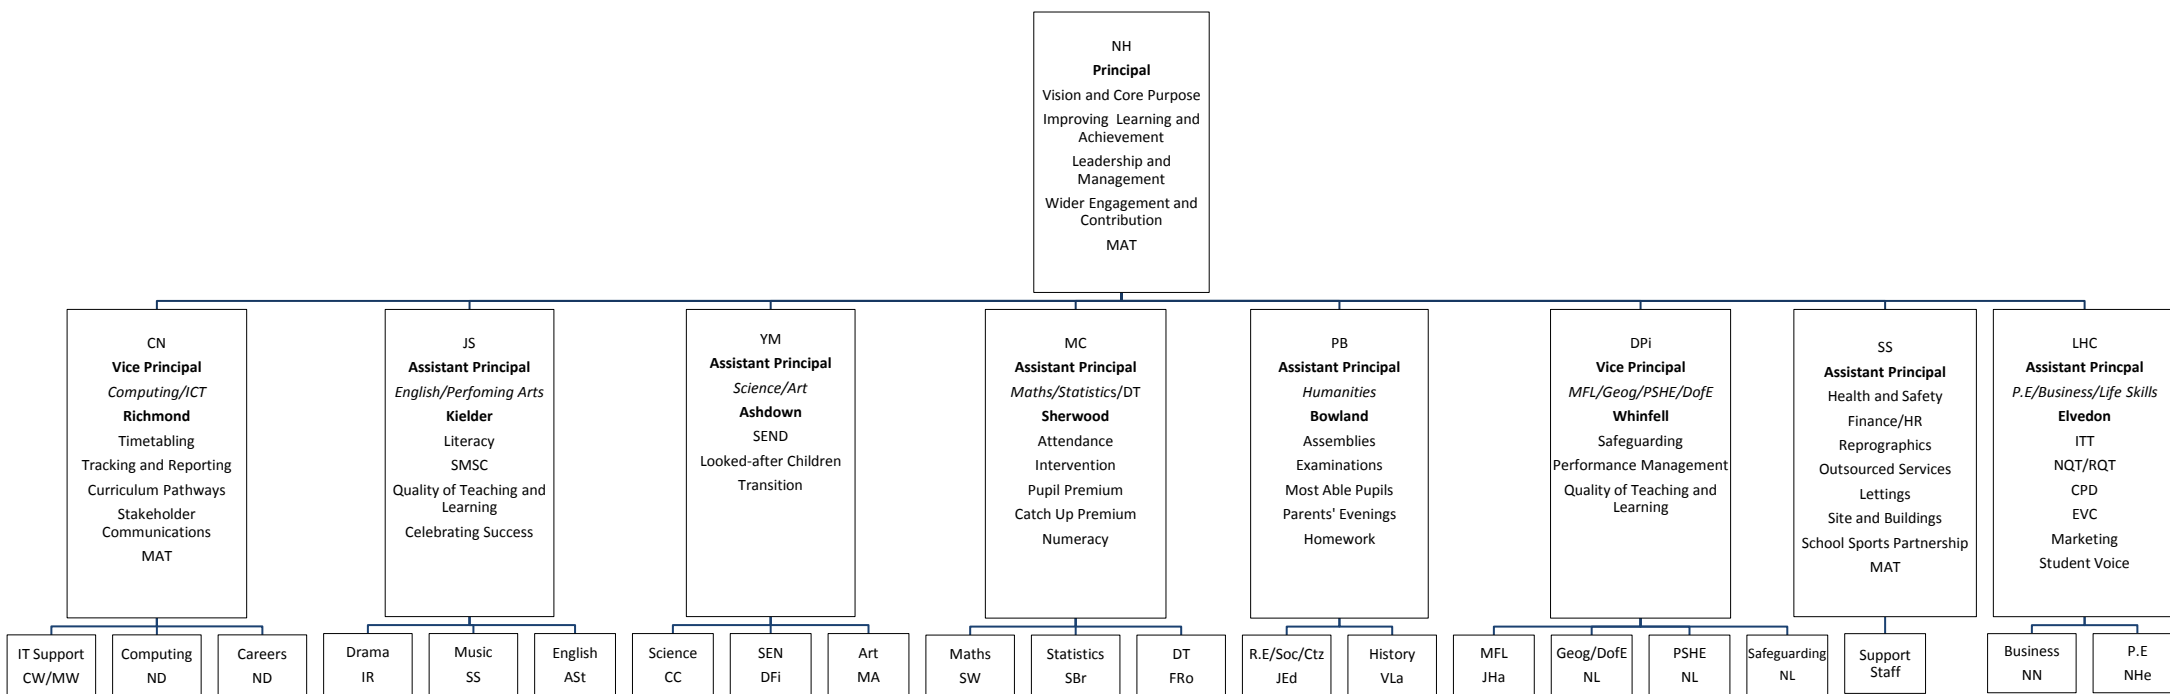 NH
Principal
Vision and Core Purpose
Improving Learning and
Achievement
Leadership and
Management
Wider Engagement and
Contribution
MAT
CN
Vice Principal
Computing/ICT
Richmond
Timetabling
Tracking and Reporting
Curriculum Pathways
Stakeholder
Communications
MAT
JS
Assistant Principal
English/Perfoming Arts
Kielder
Literacy
SMSC
Quality of Teaching and
Learning
Celebrating Success
YM
Assistant Principal
Science/Art
Ashdown
SEND
Looked-after Children
Transition
MC
Assistant Principal
Maths/Statistics/DT
Sherwood
Attendance
Intervention
Pupil Premium
Catch Up Premium
Numeracy
PB
Assistant Principal
Humanities
Bowland
Assemblies
Examinations
Most Able Pupils
Parents' Evenings
Homework
DPi
Vice Principal
MFL/Geog/PSHE/DofE
Whinfell
Safeguarding
Performance Management
Quality of Teaching and
Learning
SS
Assistant Principal
Health and Safety
Finance/HR
Reprographics
Outsourced Services
Lettings
Site and Buildings
School Sports Partnership
MAT
LHC
Assistant Princpal
P.E/Business/Life Skills
Elvedon
ITT
NQT/RQT
CPD
EVC
Marketing
Student Voice
IT Support
CW/MW
Computing
ND
Careers
ND
Drama
IR
Music
SS
English
ASt
Science
CC
SEN
DFi
Art
MA
Maths
SW
Statistics
SBr
DT
FRo
R.E/Soc/Ctz
JEd
History
VLa
MFL
JHa
Geog/DofE
NL
PSHE
NL
Safeguarding
NL
Support
Staff
Business
NN
P.E
NHe